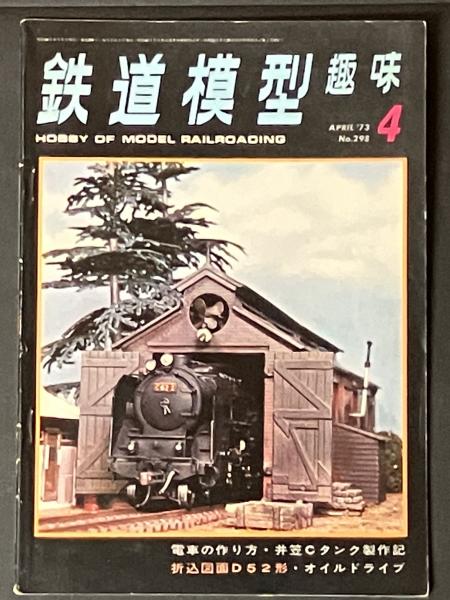 鉄道模型趣味
HOBBY OF MODEL RAILROADING
APRIL '73
No.298
4
電車の作り方・井笠Cタンク製作記
折込図面D52形・オイルドライブ